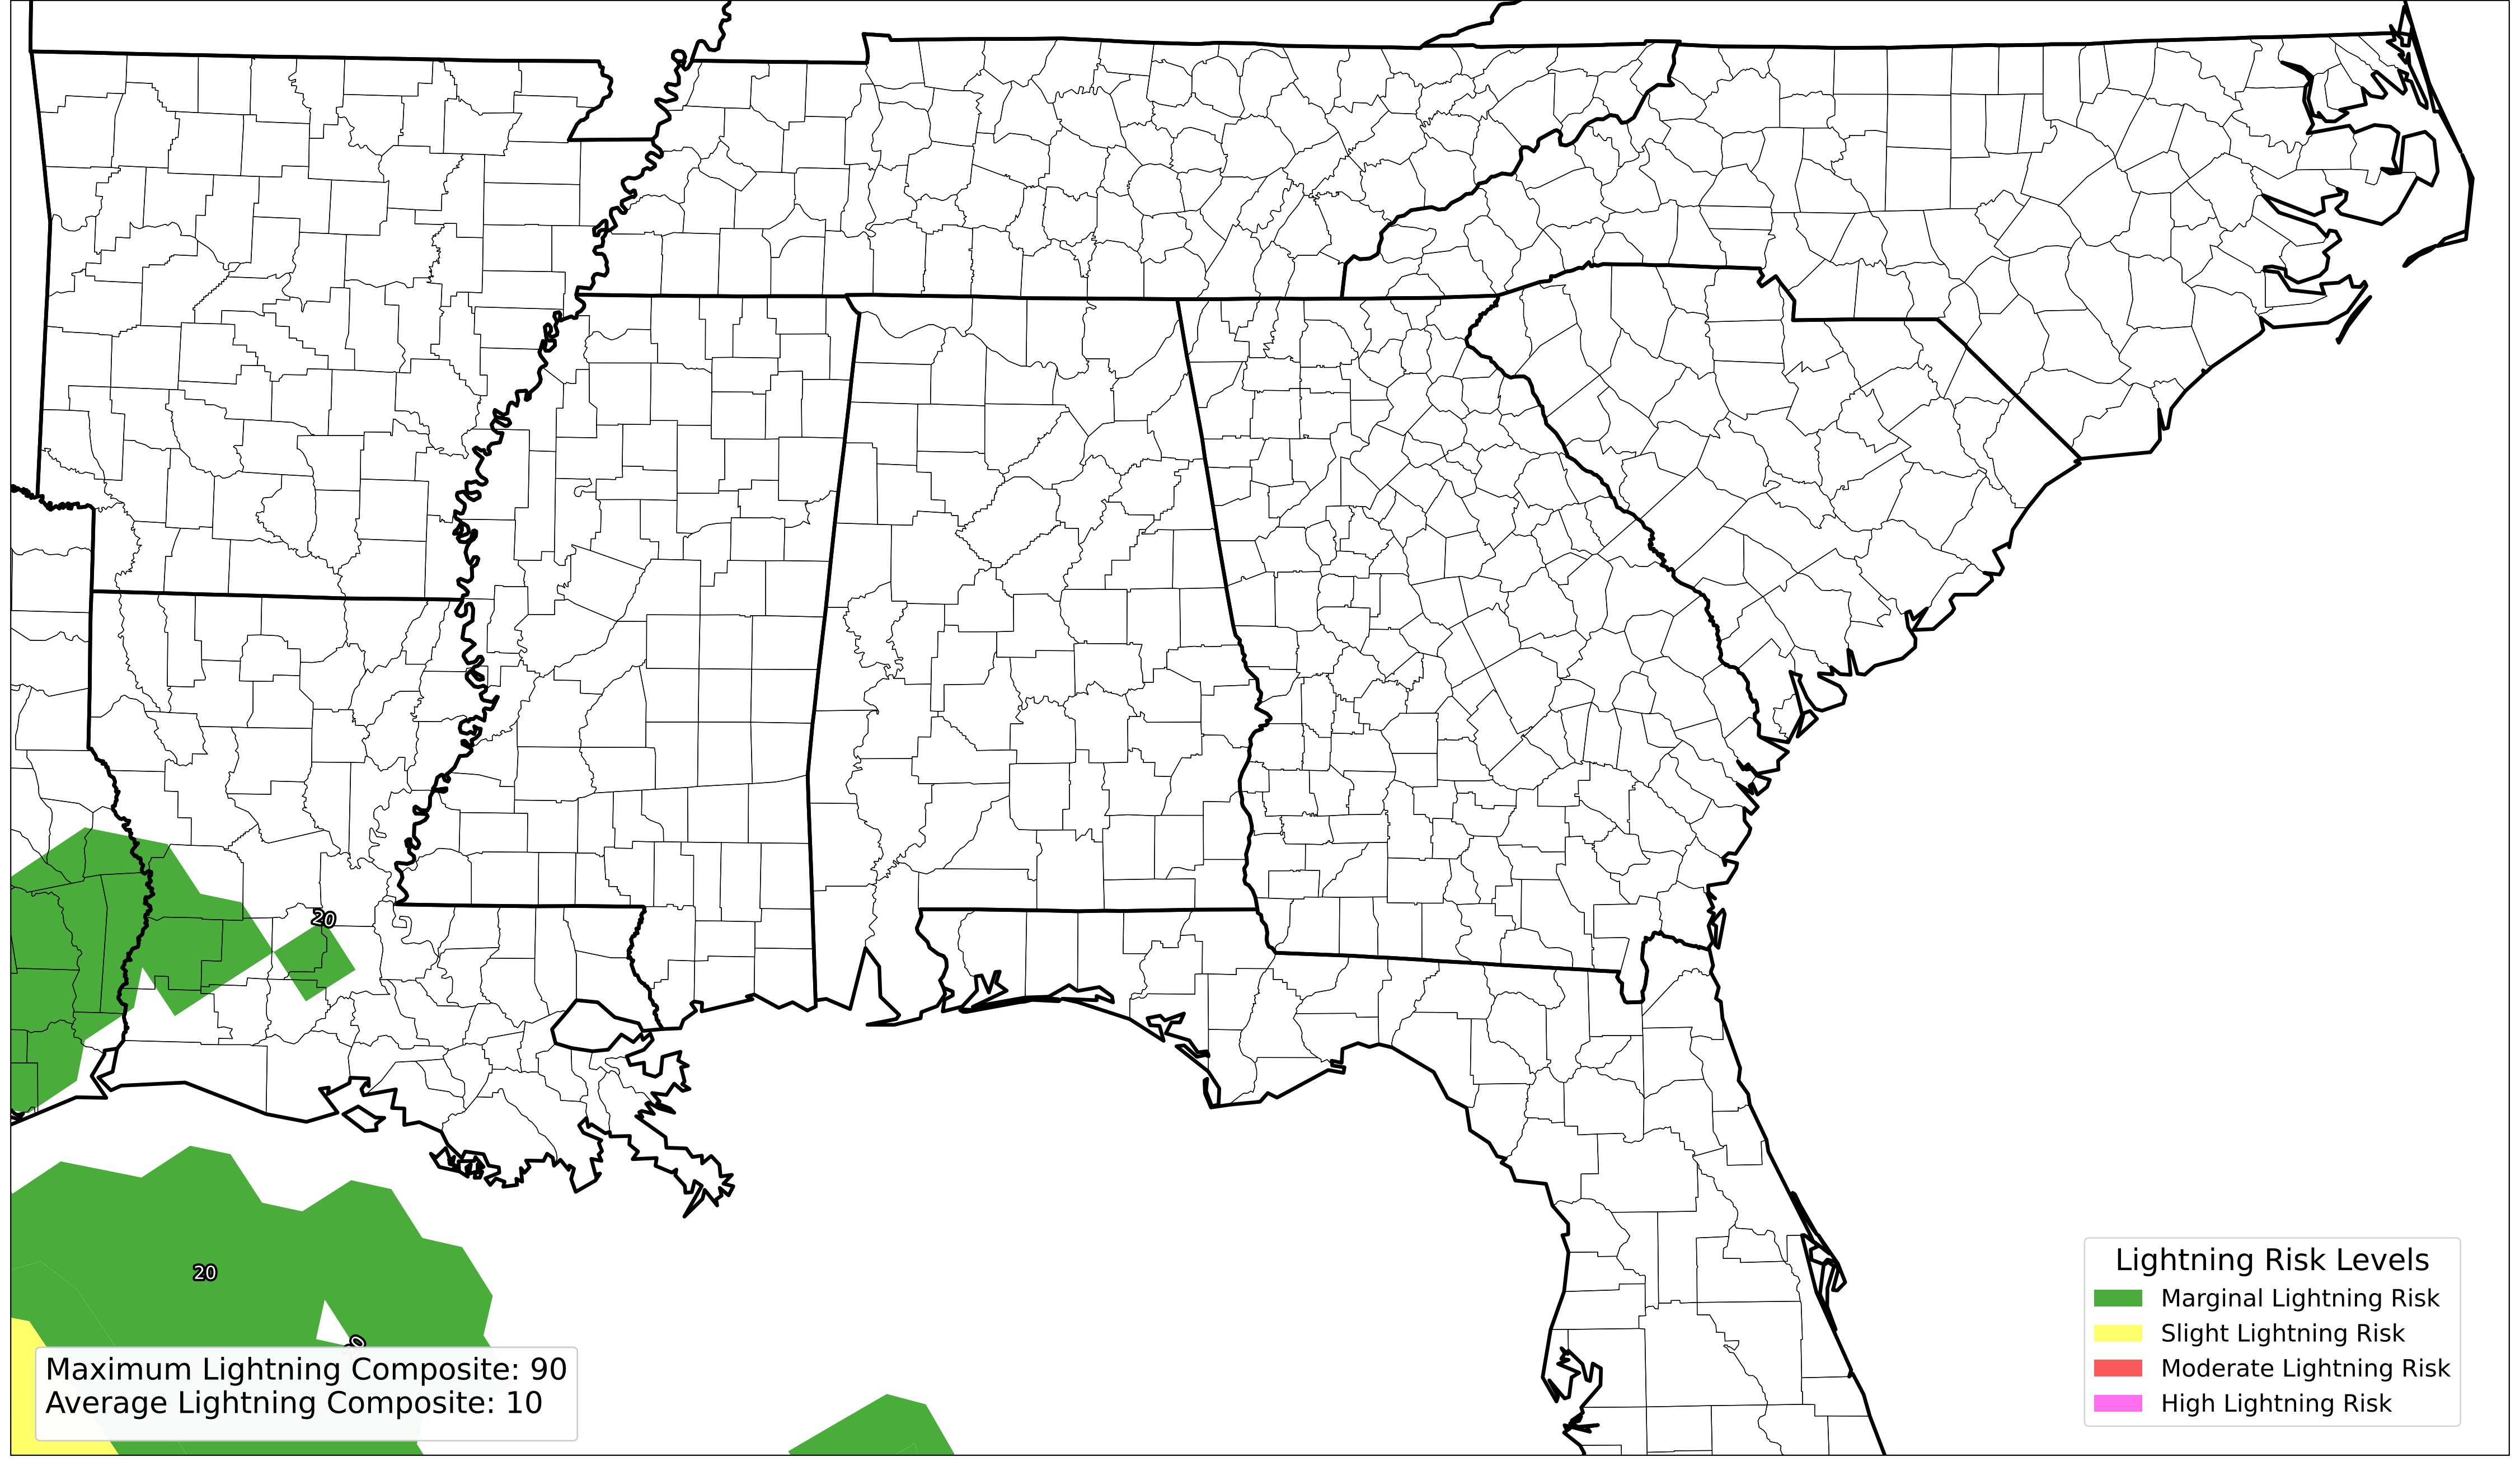 20
20
Maximum Lightning Composite: 90
Average Lightning Composite: 10
Lightning Risk Levels
Marginal Lightning Risk
Slight Lightning Risk
Moderate Lightning Risk
High Lightning Risk